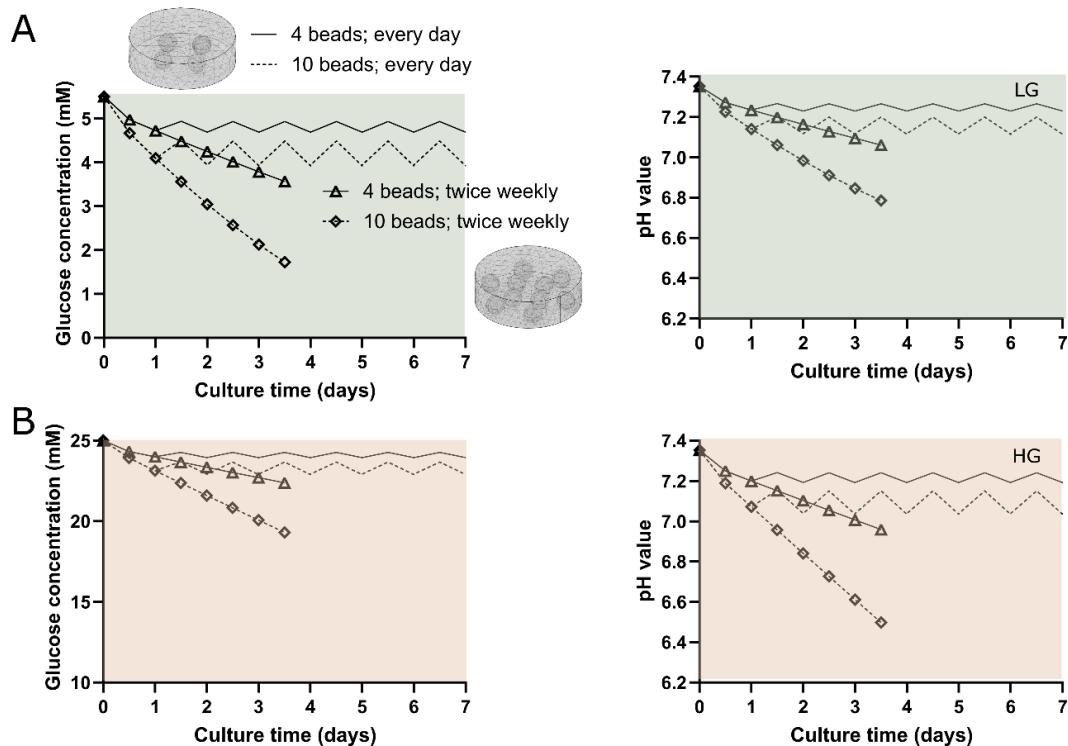 A
4 beads; every day
10 beads; every day
Glucose concentration (mM)
5
4
3
2
1
0
4 beads; twice weekly
10 beads; twice weekly
0 1 2 3 4 5 6 7
Culture time (days)
LG
pH value
7.4
7.2
7.0
6.8
6.6
6.4
6.2
0 1 2 3 4 5 6 7
Culture time (days)
B
Glucose concentration (mM)
25
20
15
10
0 1 2 3 4 5 6 7
Culture time (days)
HG
pH value
7.4
7.2
7.0
6.8
6.6
6.4
6.2
0 1 2 3 4 5 6 7
Culture time (days)